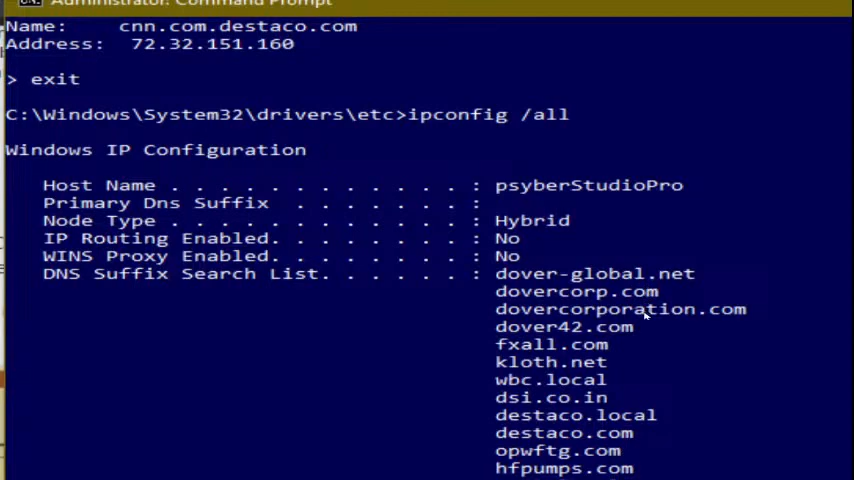 Administrator: Command Prompt
Name:    cnn.com.destaco.com
Address:  72.32.151.160
> exit
C:\Windows\System32\drivers\etc>ipconfig /all
Windows IP Configuration
Host Name . . . . . . . . . . . . : psyberStudioPro
Primary Dns Suffix  . . . . . . . :
Node Type . . . . . . . . . . . . : Hybrid
IP Routing Enabled. . . . . . . . : No
WINS Proxy Enabled. . . . . . . . : No
DNS Suffix Search List. . . . . . : dover-global.net
dovercorp.com
dovercorporation.com
dover42.com
fxall.com
kloth.net
wbc.local
dsi.co.in
destaco.local
destaco.com
opwftg.com
hfpumps.com